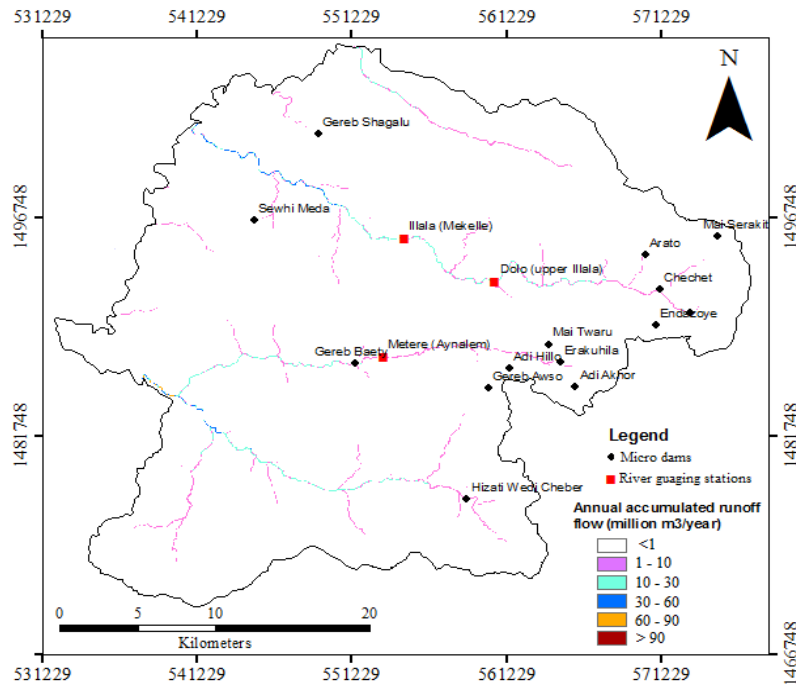 531229 541229 551229 561229 571229
N
Gereb Shagalu
1496748 1496748
Sewhi Meda
Mai Serakit
Illala (Mekelle)
Arato
Dolo (upper Illala)
Chechet
Endazoye
Mai Twaru
Metere (Aynalem)
Gereb Baety
Adi Hillo
Erakuhila
Gereb Awso
Adi Akhor
1481748 1481748
Legend
Micro dams
River guaging stations
Hizati Wedi Cheber
Annual accumulated runoff
flow (million m3/year)
<1
1 - 10
10 - 30
30 - 60
60 - 90
> 90
0 5 10 20
Kilometers
1466748 1466748
531229 541229 551229 561229 571229